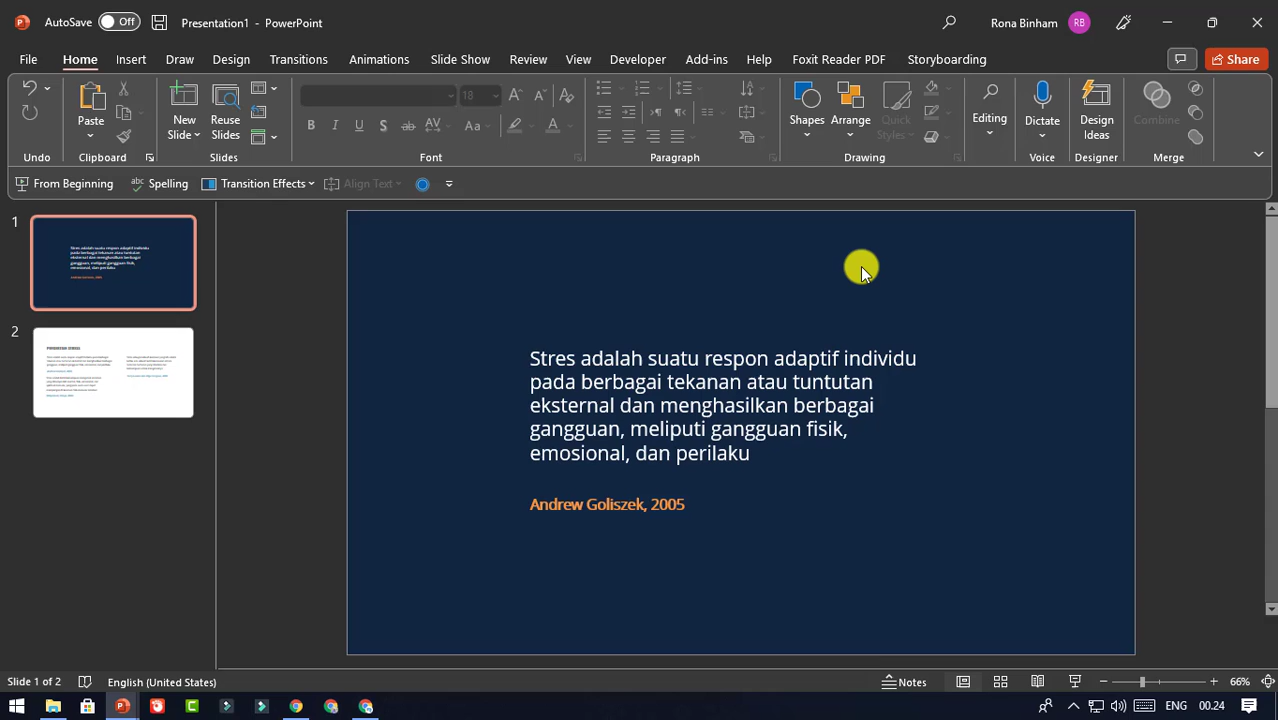 AutoSave Off Presentation1 - PowerPoint Rona Binham RB
File Home Insert Draw Design Transitions Animations Slide Show Review View Developer Add-ins Help Foxit Reader PDF Storyboarding Share
18
Paste New Slide Reuse Slides Shapes Arrange Quick Styles Editing Dictate Design Ideas Combine
Undo Clipboard Slides Font Paragraph Drawing Voice Designer Merge
From Beginning Spelling Transition Effects Align Text
1
2
Stres adalah suatu respon adaptif individu
pada berbagai tekanan atau tuntutan
eksternal dan menghasilkan berbagai
gangguan, meliputi gangguan fisik,
emosional, dan perilaku
Andrew Goliszek, 2005
Slide 1 of 2 English (United States) Notes 66%
ENG 00.24